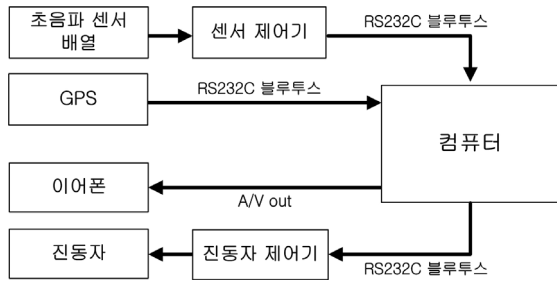 초음파 센서
배열
센서 제어기
RS232C 블루투스
GPS
RS232C 블루투스
컴퓨터
이어폰
A/V out
진동자
진동자 제어기
RS232C 블루투스